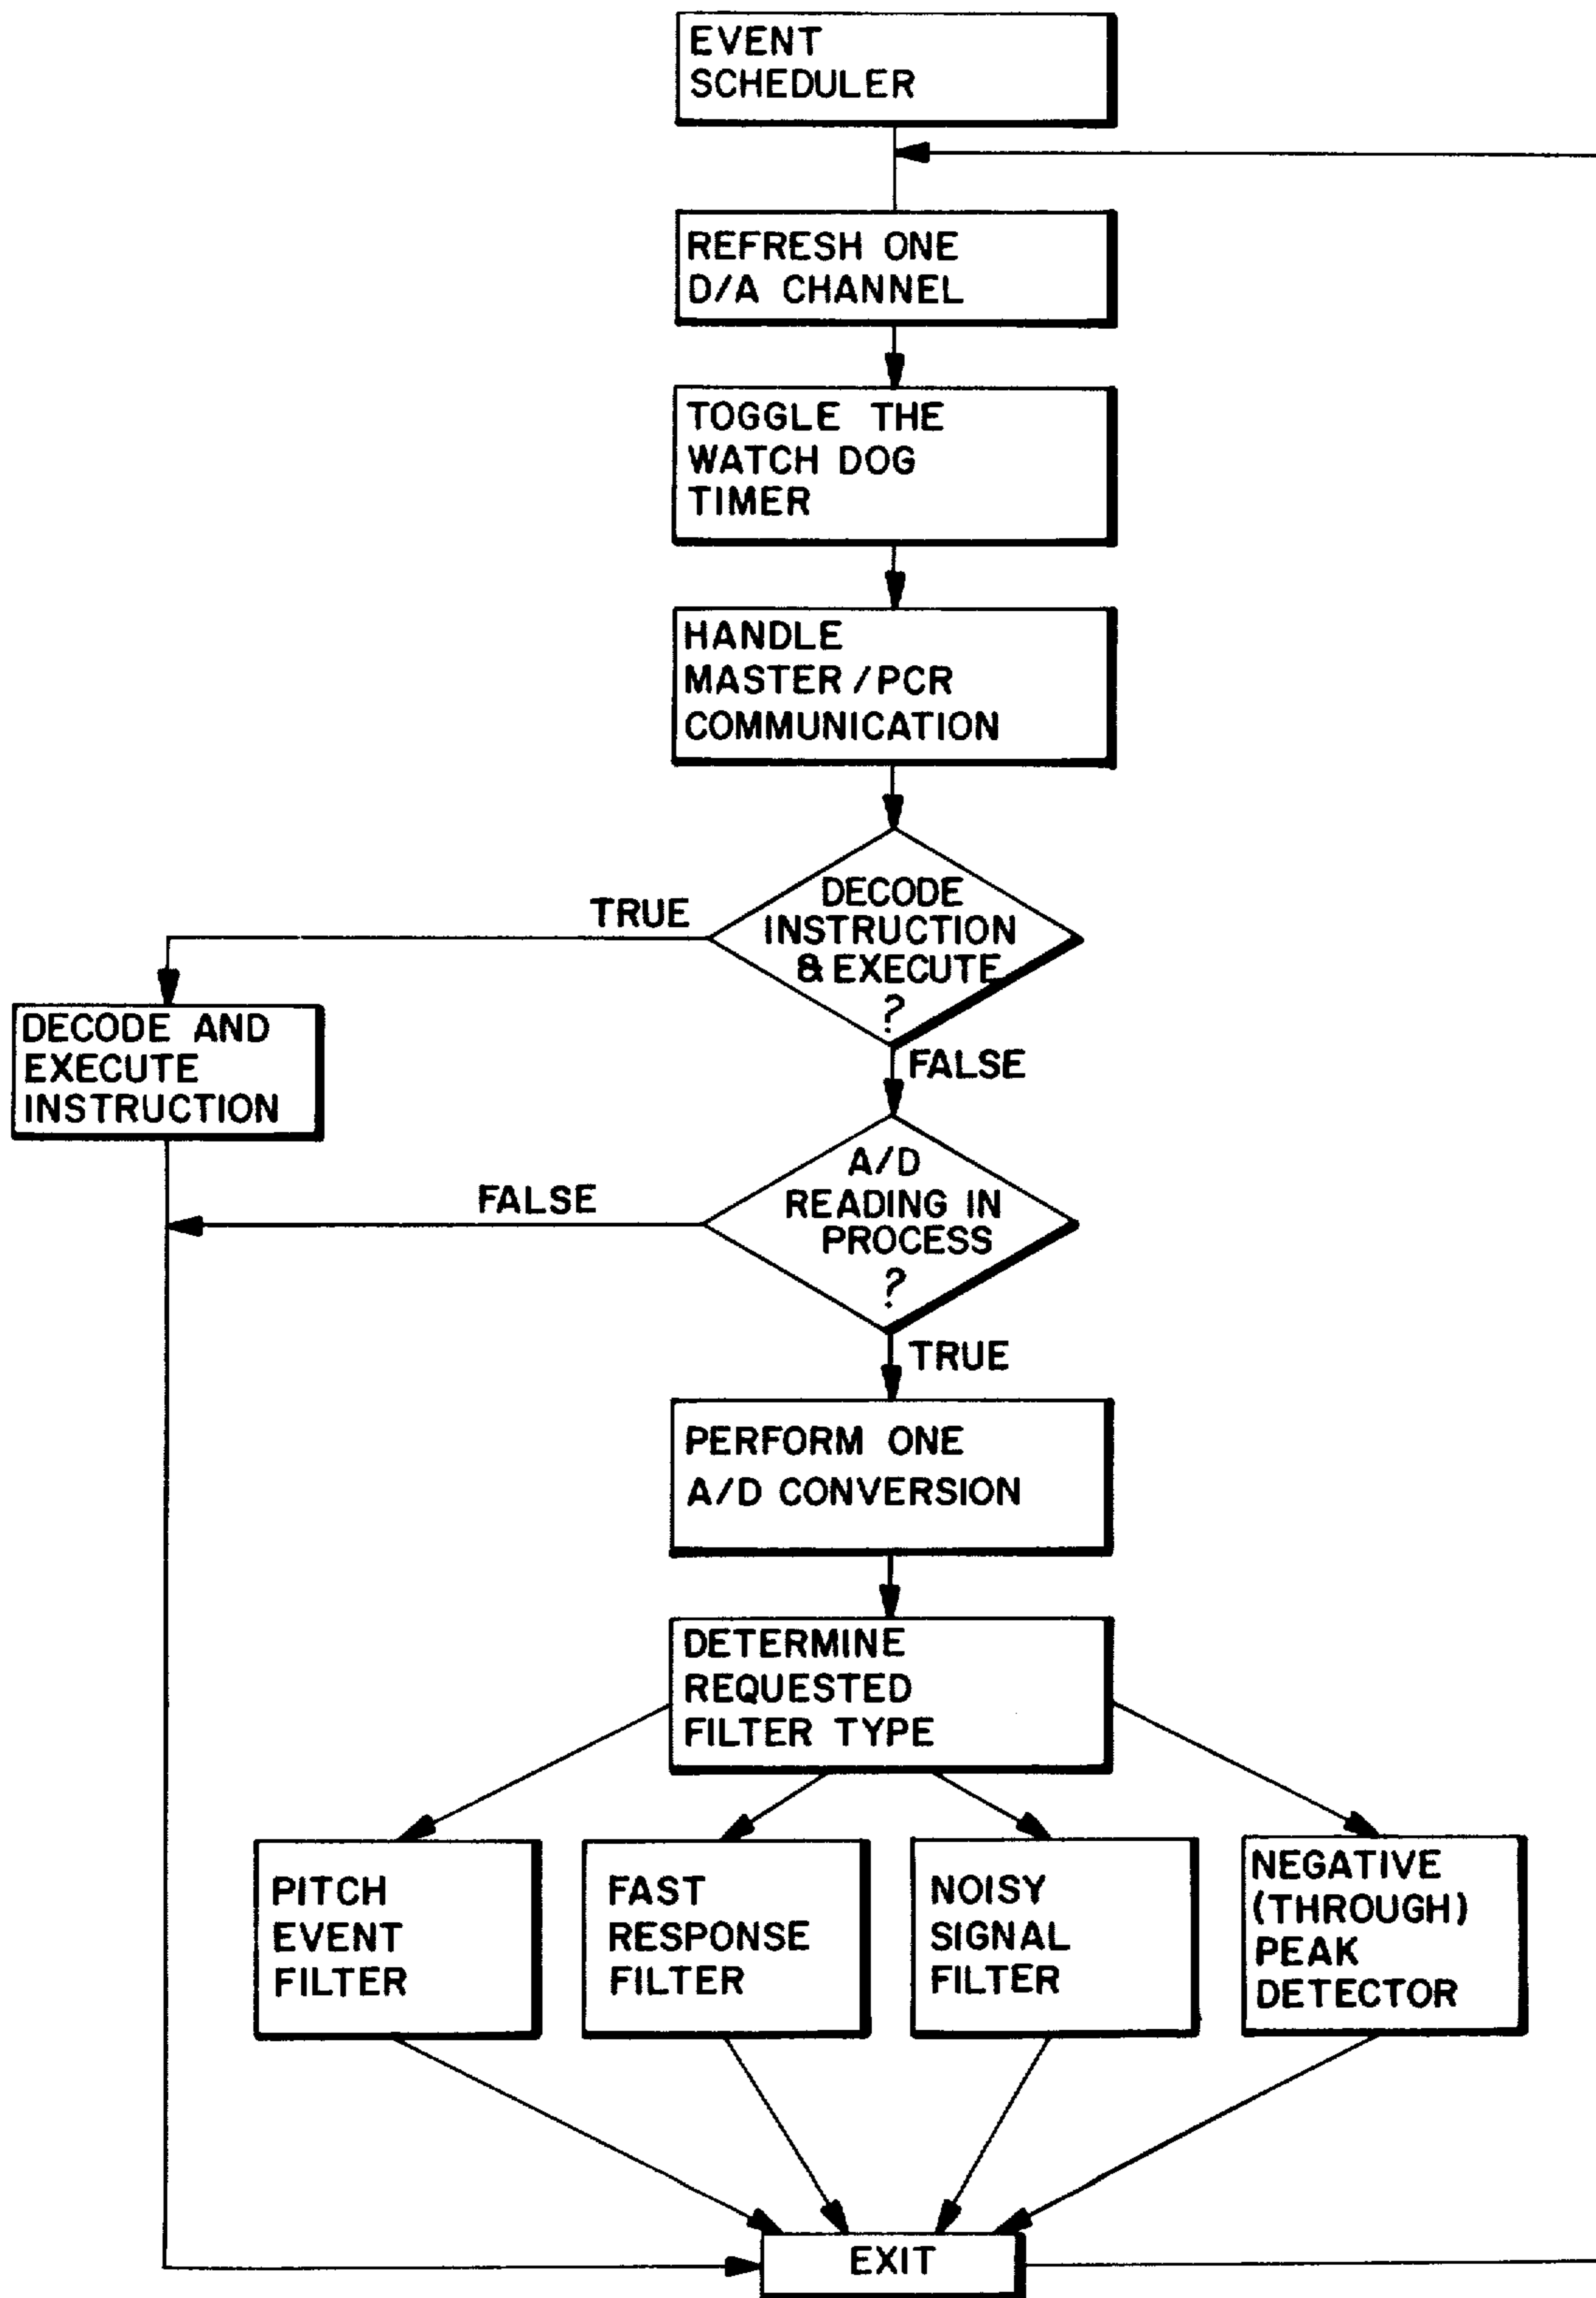 EVENT
SCHEDULER
REFRESH ONE
D/A CHANNEL
TOGGLE THE
WATCH DOG
TIMER
HANDLE
MASTER/PCR
COMMUNICATION
DECODE
INSTRUCTION
& EXECUTE
?
TRUE
DECODE AND
EXECUTE
INSTRUCTION
FALSE
A/D
READING IN
PROCESS
?
FALSE
TRUE
PERFORM ONE
A/D CONVERSION
DETERMINE
REQUESTED
FILTER TYPE
PITCH
EVENT
FILTER
FAST
RESPONSE
FILTER
NOISY
SIGNAL
FILTER
NEGATIVE
(THROUGH)
PEAK
DETECTOR
EXIT